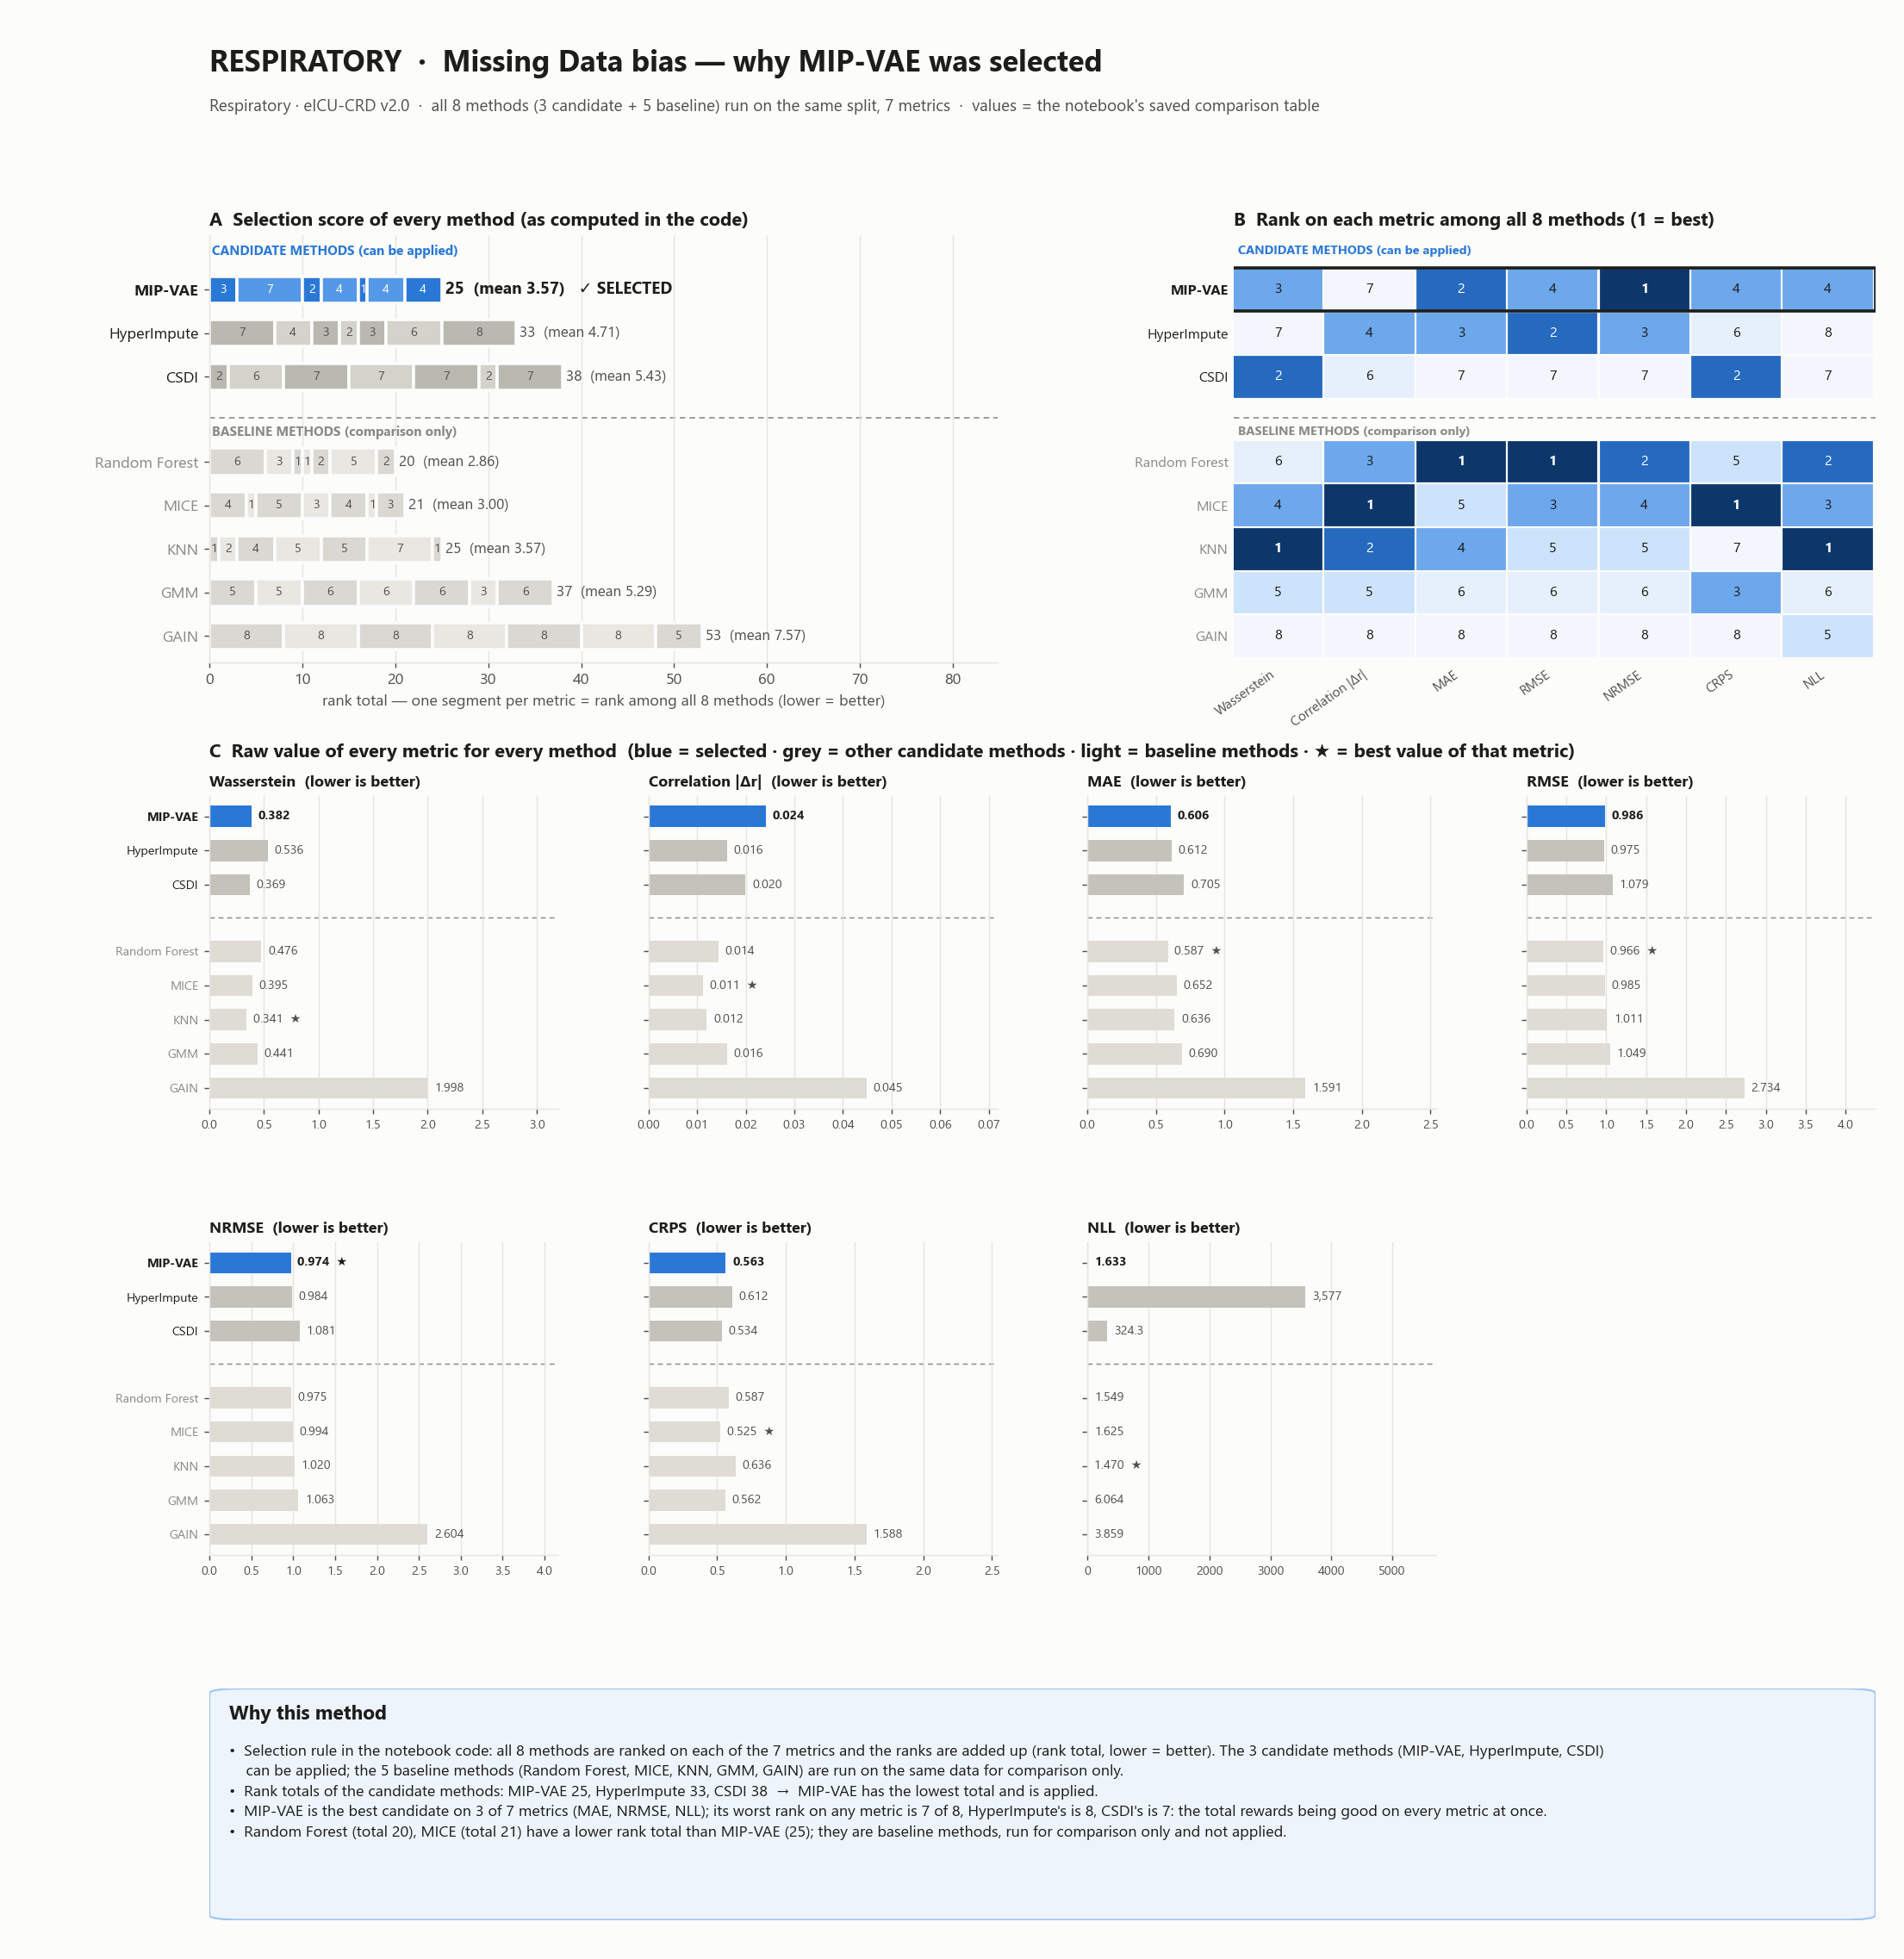 RESPIRATORY · Missing Data bias — why MIP-VAE was selected
Respiratory · eICU-CRD v2.0 · all 8 methods (3 candidate + 5 baseline) run on the same split, 7 metrics · values = the notebook's saved comparison table
A Selection score of every method (as computed in the code)
CANDIDATE METHODS (can be applied)
MIP-VAE 3 7 2 4 1 4 4 25 (mean 3.57) ✓ SELECTED
HyperImpute 7 4 3 2 3 6 8 33 (mean 4.71)
CSDI 2 6 7 7 7 2 7 38 (mean 5.43)
BASELINE METHODS (comparison only)
Random Forest 6 3 1 1 2 5 2 20 (mean 2.86)
MICE 4 1 5 3 4 1 3 21 (mean 3.00)
KNN 1 2 4 5 5 7 1 25 (mean 3.57)
GMM 5 5 6 6 6 3 6 37 (mean 5.29)
GAIN 8 8 8 8 8 8 5 53 (mean 7.57)
0 10 20 30 40 50 60 70 80
rank total — one segment per metric = rank among all 8 methods (lower = better)
B Rank on each metric among all 8 methods (1 = best)
CANDIDATE METHODS (can be applied)
MIP-VAE 3 7 2 4 1 4 4
HyperImpute 7 4 3 2 3 6 8
CSDI 2 6 7 7 7 2 7
BASELINE METHODS (comparison only)
Random Forest 6 3 1 1 2 5 2
MICE 4 1 5 3 4 1 3
KNN 1 2 4 5 5 7 1
GMM 5 5 6 6 6 3 6
GAIN 8 8 8 8 8 8 5
Wasserstein Correlation |Δr| MAE RMSE NRMSE CRPS NLL
C Raw value of every metric for every method (blue = selected · grey = other candidate methods · light = baseline methods · ★ = best value of that metric)
Wasserstein (lower is better)
MIP-VAE 0.382
HyperImpute 0.536
CSDI 0.369
Random Forest 0.476
MICE 0.395
KNN 0.341 ★
GMM 0.441
GAIN 1.998
0.0 0.5 1.0 1.5 2.0 2.5 3.0
Correlation |Δr| (lower is better)
0.024
0.016
0.020
0.014
0.011 ★
0.012
0.016
0.045
0.00 0.01 0.02 0.03 0.04 0.05 0.06 0.07
MAE (lower is better)
0.606
0.612
0.705
0.587 ★
0.652
0.636
0.690
1.591
0.0 0.5 1.0 1.5 2.0 2.5
RMSE (lower is better)
0.986
0.975
1.079
0.966 ★
0.985
1.011
1.049
2.734
0.0 0.5 1.0 1.5 2.0 2.5 3.0 3.5 4.0
NRMSE (lower is better)
MIP-VAE 0.974 ★
HyperImpute 0.984
CSDI 1.081
Random Forest 0.975
MICE 0.994
KNN 1.020
GMM 1.063
GAIN 2.604
0.0 0.5 1.0 1.5 2.0 2.5 3.0 3.5 4.0
CRPS (lower is better)
0.563
0.612
0.534
0.587
0.525 ★
0.636
0.562
1.588
0.0 0.5 1.0 1.5 2.0 2.5
NLL (lower is better)
1.633
3,577
324.3
1.549
1.625
1.470 ★
6.064
3.859
0 1000 2000 3000 4000 5000
Why this method
• Selection rule in the notebook code: all 8 methods are ranked on each of the 7 metrics and the ranks are added up (rank total, lower = better). The 3 candidate methods (MIP-VAE, HyperImpute, CSDI)
can be applied; the 5 baseline methods (Random Forest, MICE, KNN, GMM, GAIN) are run on the same data for comparison only.
• Rank totals of the candidate methods: MIP-VAE 25, HyperImpute 33, CSDI 38 → MIP-VAE has the lowest total and is applied.
• MIP-VAE is the best candidate on 3 of 7 metrics (MAE, NRMSE, NLL); its worst rank on any metric is 7 of 8, HyperImpute's is 8, CSDI's is 7: the total rewards being good on every metric at once.
• Random Forest (total 20), MICE (total 21) have a lower rank total than MIP-VAE (25); they are baseline methods, run for comparison only and not applied.